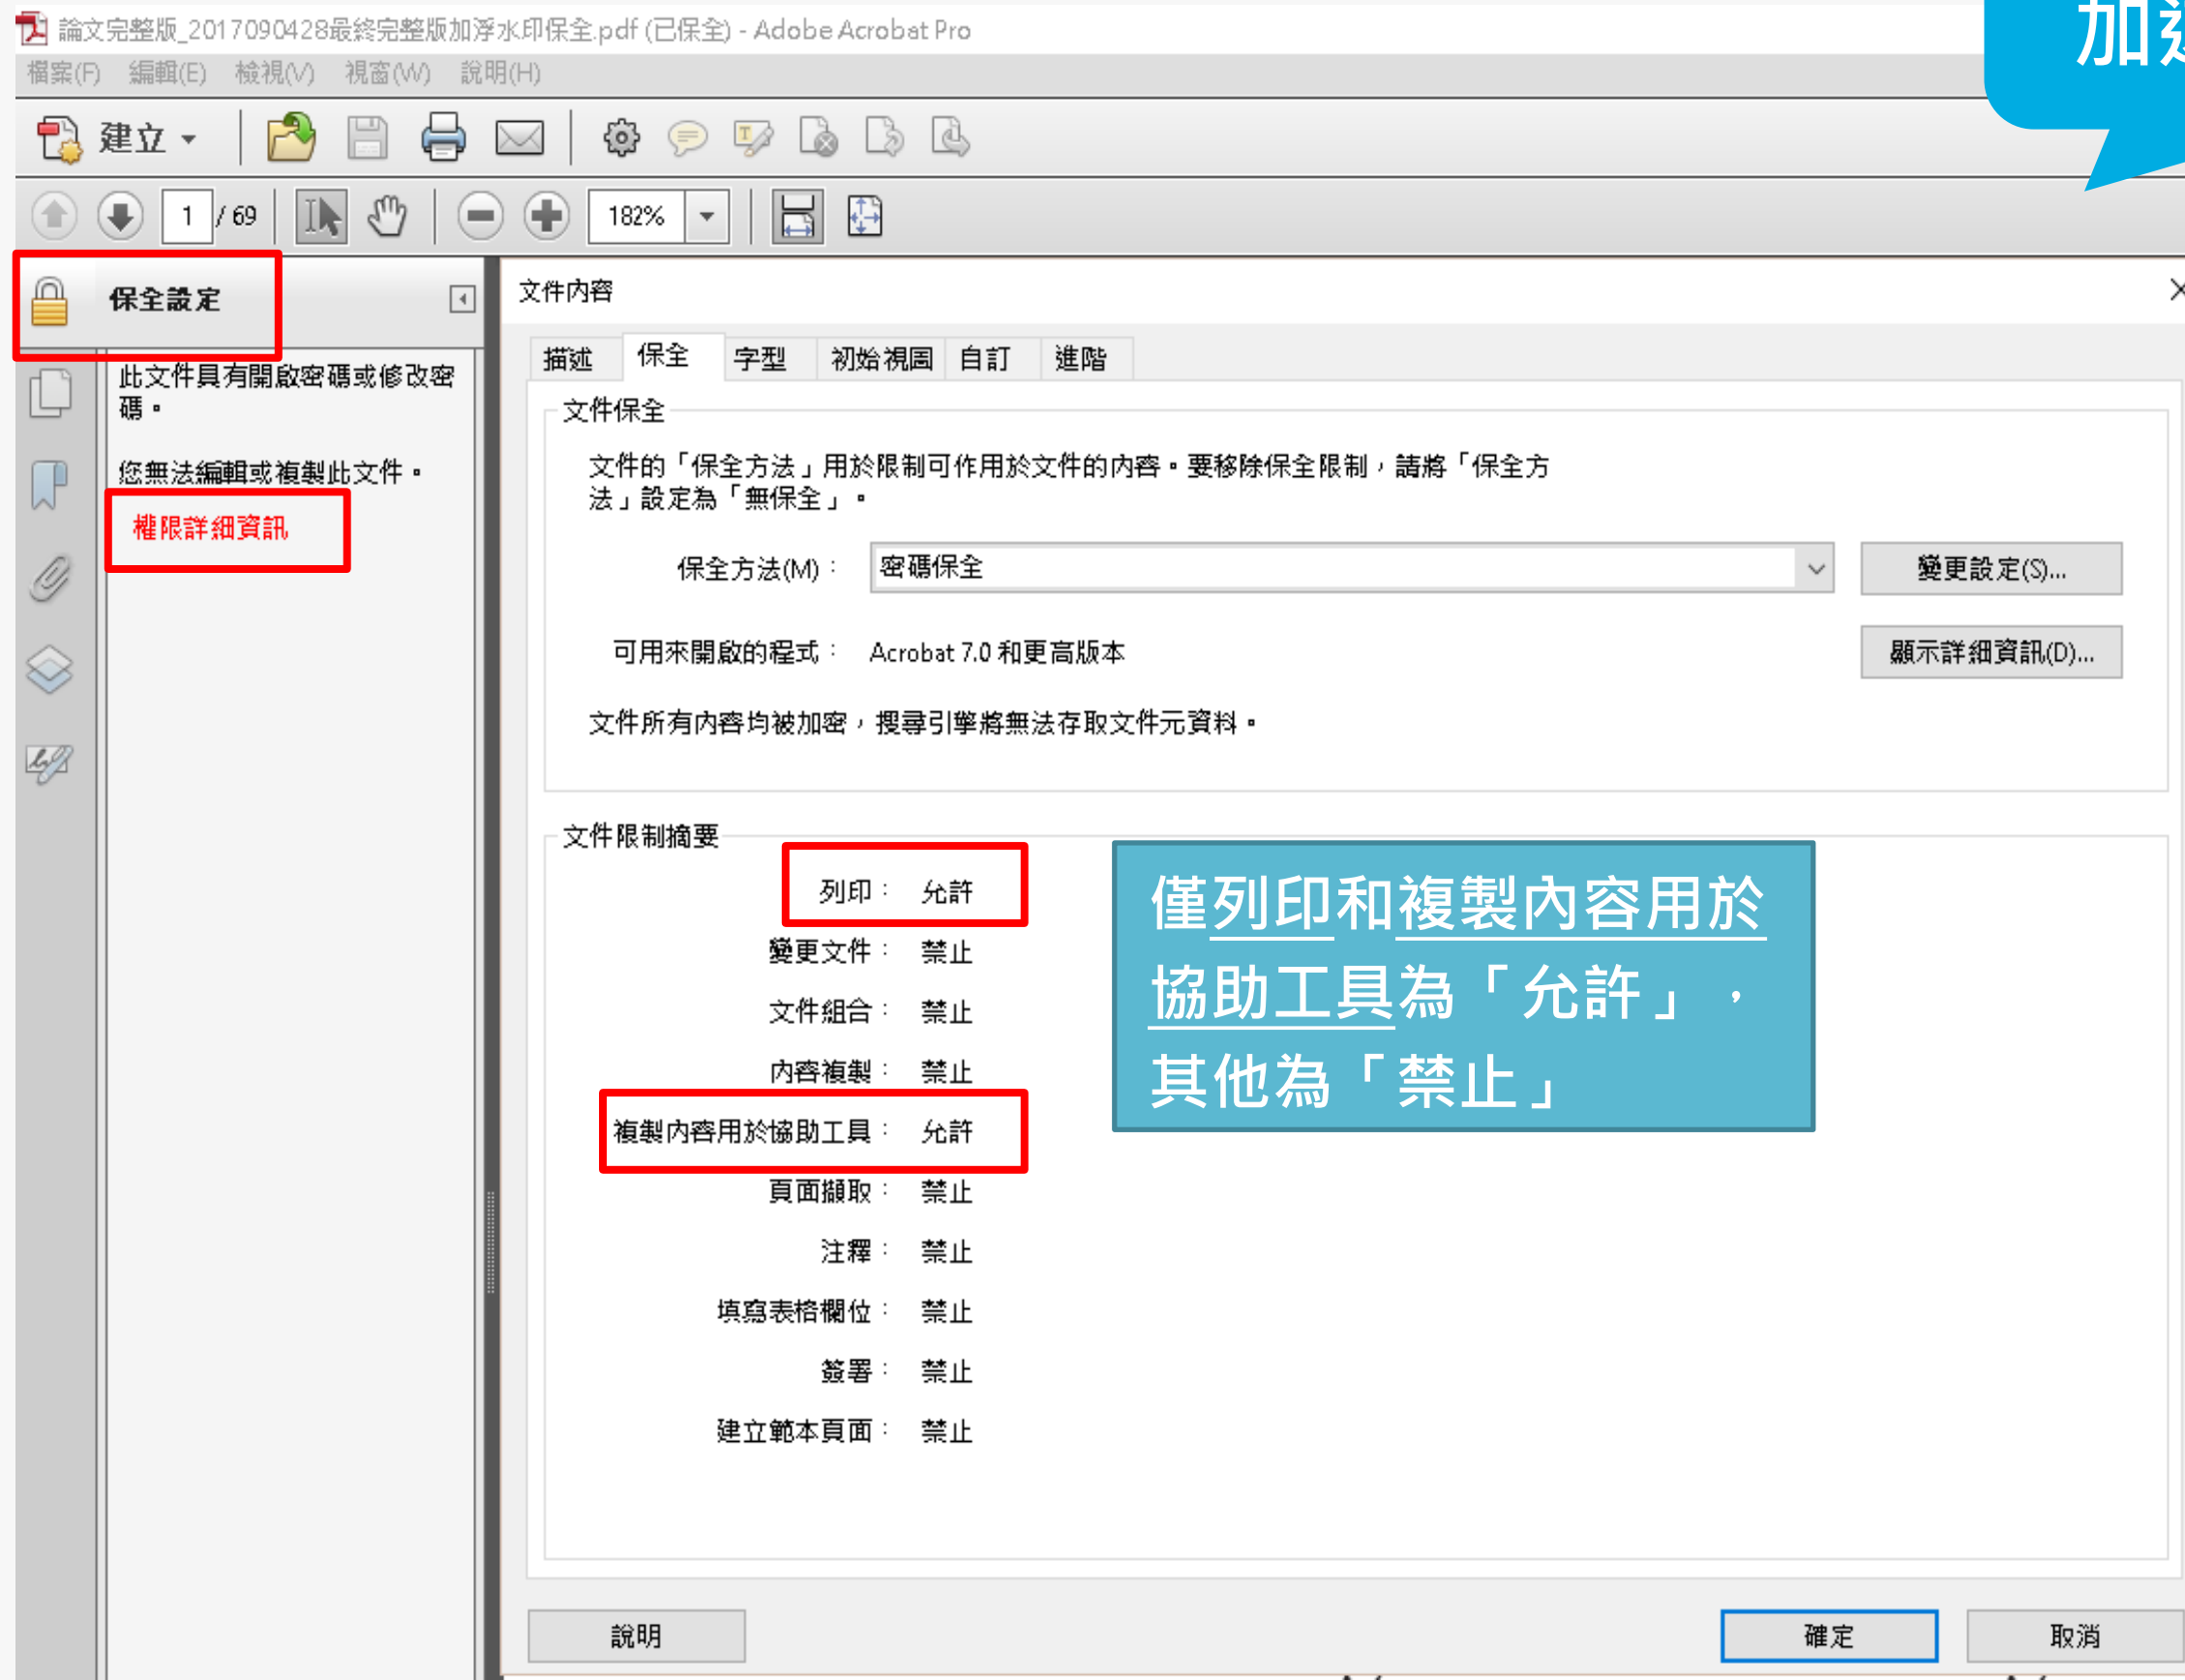 論文完整版_2017090428最終完整版加浮水印保全.pdf (已保全) - Adobe Acrobat Pro
加
檔案(F) 編輯(E) 檢視(V) 視窗(W) 說明(H)
建立
1 / 69 182%
保全設定
此文件具有開啟密碼或修改密
碼。
您無法編輯或複製此文件。
權限詳細資訊
文件內容
描述 保全 字型 初始視圖 自訂 進階
文件保全
文件的「保全方法」用於限制可作用於文件的內容。要移除保全限制，請將「保全方
法」設定為「無保全」。
保全方法(M)： 密碼保全 變更設定(S)...
可用來開啟的程式： Acrobat 7.0 和更高版本 顯示詳細資訊(D)...
文件所有內容均被加密，搜尋引擎將無法存取文件元資料。
文件限制摘要
列印： 允許
變更文件： 禁止
文件組合： 禁止
內容複製： 禁止
複製內容用於協助工具： 允許
頁面擷取： 禁止
注釋： 禁止
填寫表格欄位： 禁止
簽署： 禁止
建立範本頁面： 禁止
僅列印和複製內容用於
協助工具為「允許」，
其他為「禁止」
說明 確定 取消